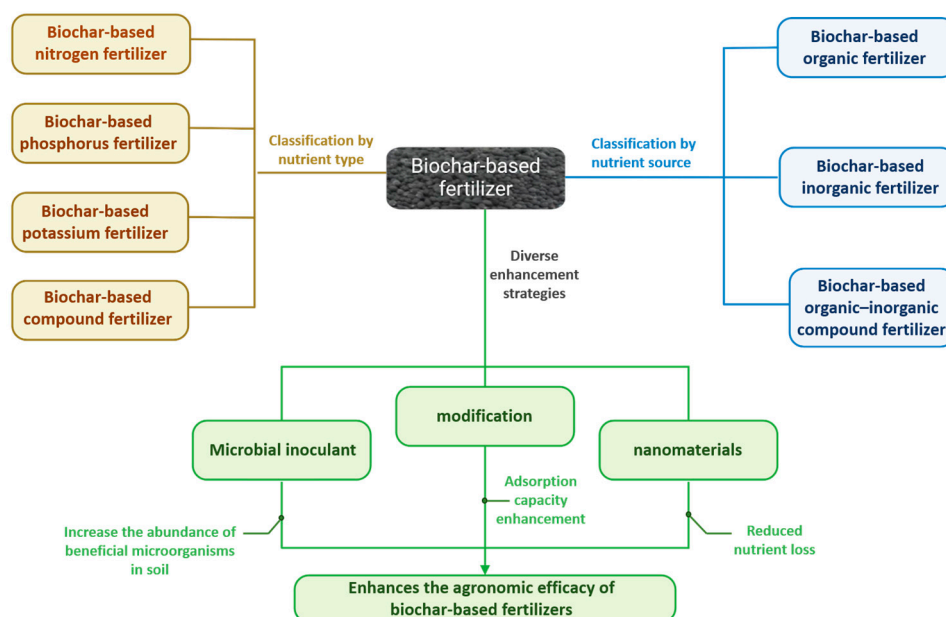 Biochar-based
nitrogen fertilizer
Biochar-based
phosphorus fertilizer
Biochar-based
potassium fertilizer
Biochar-based
compound fertilizer
Classification by
nutrient type
Biochar-based
fertilizer
Classification by
nutrient source
Biochar-based
organic fertilizer
Biochar-based
inorganic fertilizer
Biochar-based
organic–inorganic
compound fertilizer
Diverse
enhancement
strategies
Microbial inoculant
modification
nanomaterials
Increase the abundance of
beneficial microorganisms
in soil
Adsorption
capacity
enhancement
Reduced
nutrient loss
Enhances the agronomic efficacy of
biochar-based fertilizers